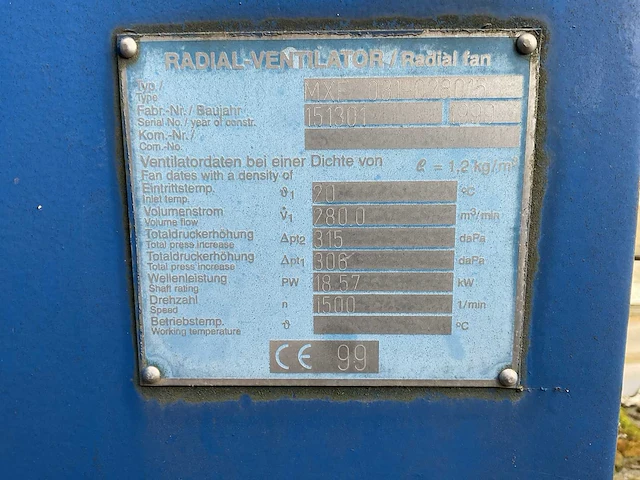 RADIAL-VENTILATOR / Radial fan
Typ./
Type
Fabr.-Nr./ Baujahr 151301
Serial No./ year of constr.
Kom.-Nr./
Com.-No.
Ventilatordaten bei einer Dichte von ϱ = 1,2 kg/m³
Fan dates with a density of
Eintrittstemp. ϑ1 20 °C
Inlet temp.
Volumenstrom V̇1 280.0 m³/min
Volume flow
Totaldruckerhöhung Δpt2 315 daPa
Total press increase
Totaldruckerhöhung Δpt1 306 daPa
Total press increase
Wellenleistung PW 18.57 kW
Shaft rating
Drehzahl n 1500 1/min
Speed
Betriebstemp. ϑ °C
Working temperature
CE 99